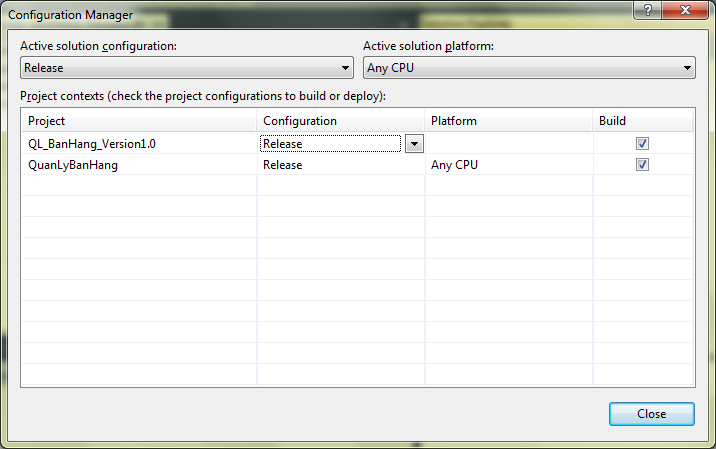 Configuration Manager
Active solution configuration:
Active solution platform:
Release
Any CPU
Project contexts (check the project configurations to build or deploy):
Project Configuration Platform Build
QL_BanHang_Version1.0 Release
QuanLyBanHang Release Any CPU
Close